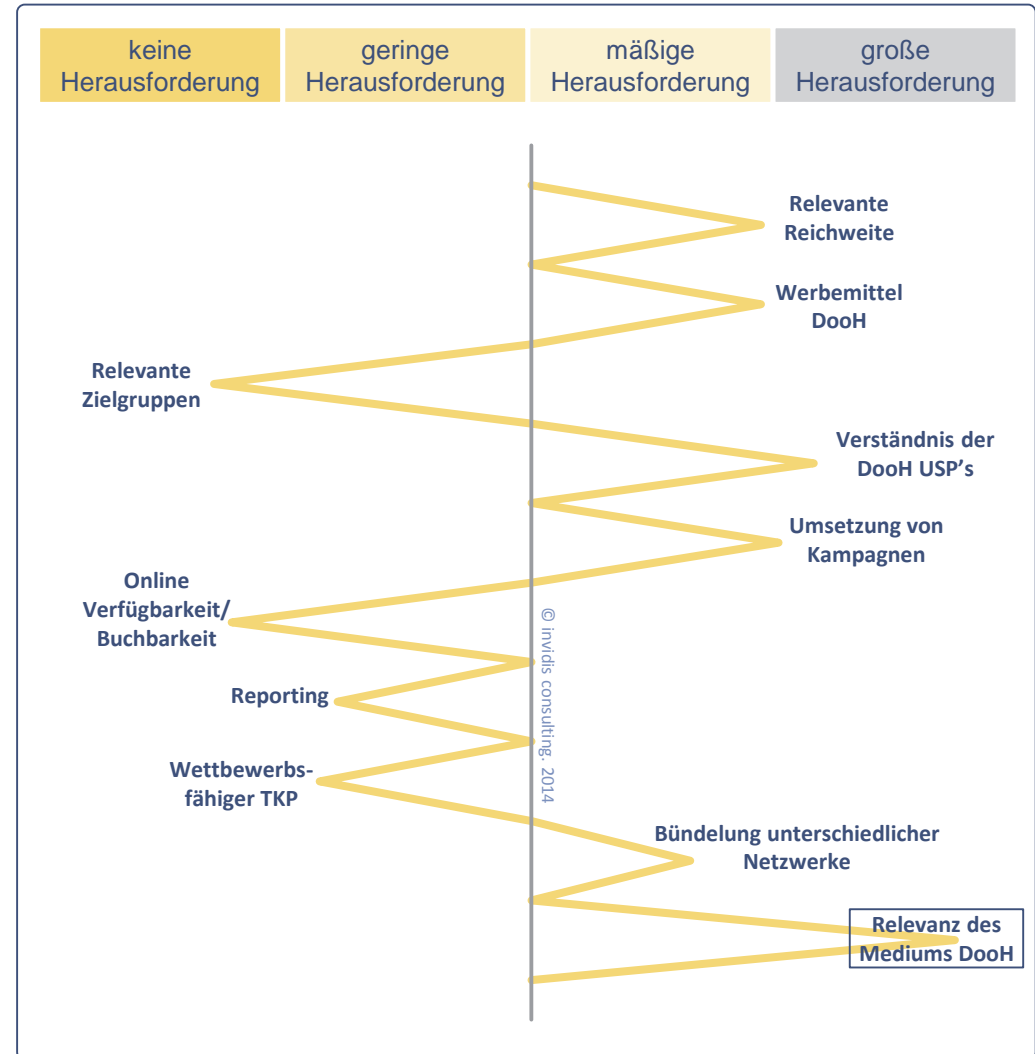 keine
Herausforderung
geringe
Herausforderung
mäßige
Herausforderung
große
Herausforderung
Relevante
Reichweite
Werbemittel
DooH
Relevante
Zielgruppen
Verständnis der
DooH USP's
Umsetzung von
Kampagnen
Online
Verfügbarkeit/
Buchbarkeit
© invidis consulting. 2014
Reporting
Wettbewerbs-
fähiger TKP
Bündelung unterschiedlicher
Netzwerke
Relevanz des
Mediums DooH